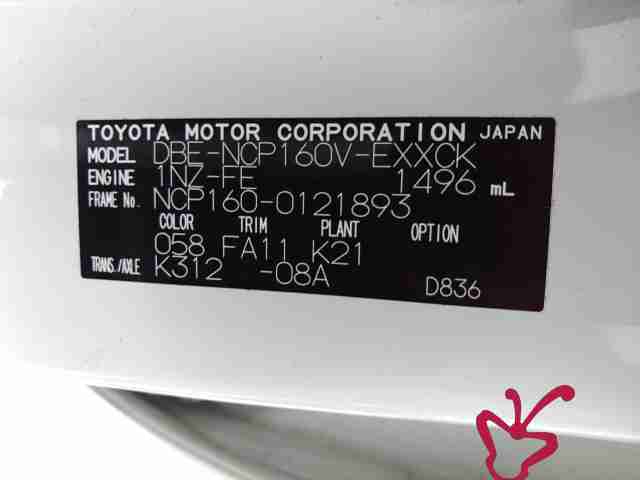 TOYOTA MOTOR CORPORATION JAPAN
MODEL DBE-NCP160V-EXXCK
ENGINE 1NZ-FE 1496 mL
FRAME No. NCP160-0121893
COLOR TRIM PLANT OPTION
058 FA11 K21
TRANS./AXLE K312 -08A
D836